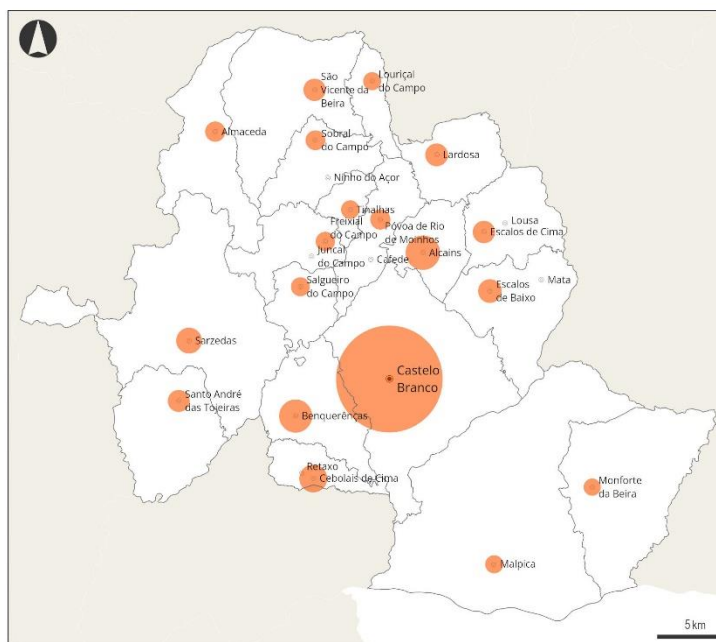 São
Vicente da
Beira
Louriçal
do Campo
Almaceda
Sobral
do Campo
Lardosa
Ninho do Açor
Tinalhas
Lousa
Freixial
do Campo
Póvoa de Rio
de Moinhos
Escalos de Cima
Juncal
do Campo
Cafede
Alcains
Salgueiro
do Campo
Escalos
de Baixo
Mata
Sarzedas
Castelo
Branco
Santo André
das Tojeiras
Benquerenças
Retaxo
Cebolais de Cima
Monforte
da Beira
Malpica
5 km